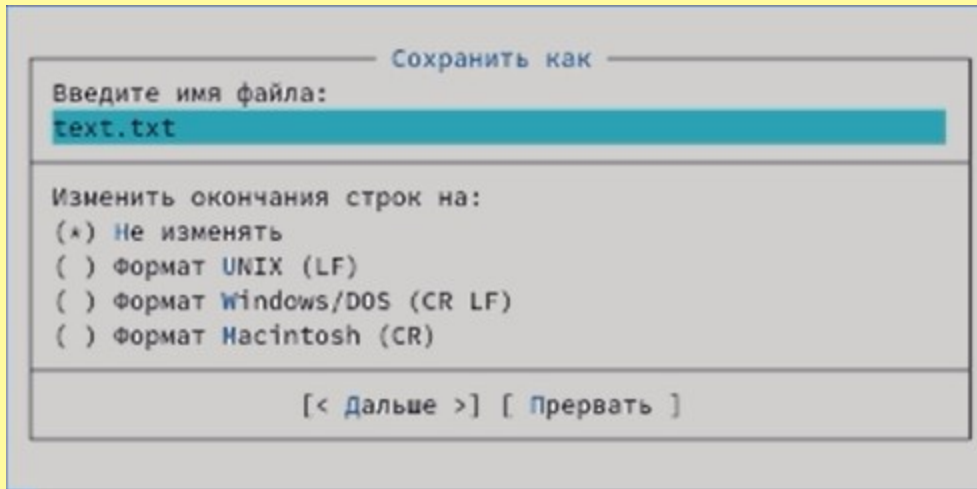 Сохранить как
Введите имя файла:
text.txt
Изменить окончания строк на:
(*) Не изменять
( ) Формат UNIX (LF)
( ) Формат Windows/DOS (CR LF)
( ) Формат Macintosh (CR)
[< Дальше >] [ Прервать ]